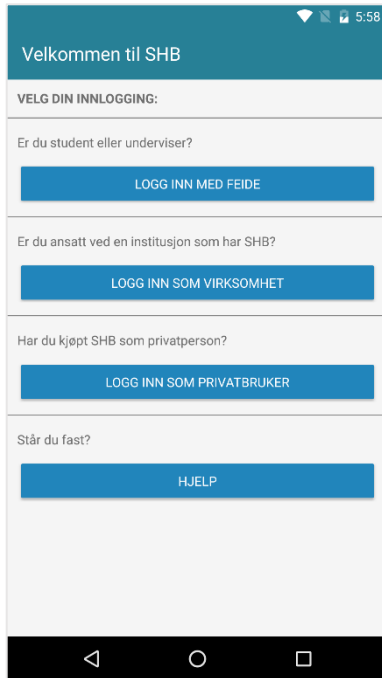 5:58
Velkommen til SHB
VELG DIN INNLOGGING:
Er du student eller underviser?
LOGG INN MED FEIDE
Er du ansatt ved en institusjon som har SHB?
LOGG INN SOM VIRKSOMHET
Har du kjøpt SHB som privatperson?
LOGG INN SOM PRIVATBRUKER
Står du fast?
HJELP